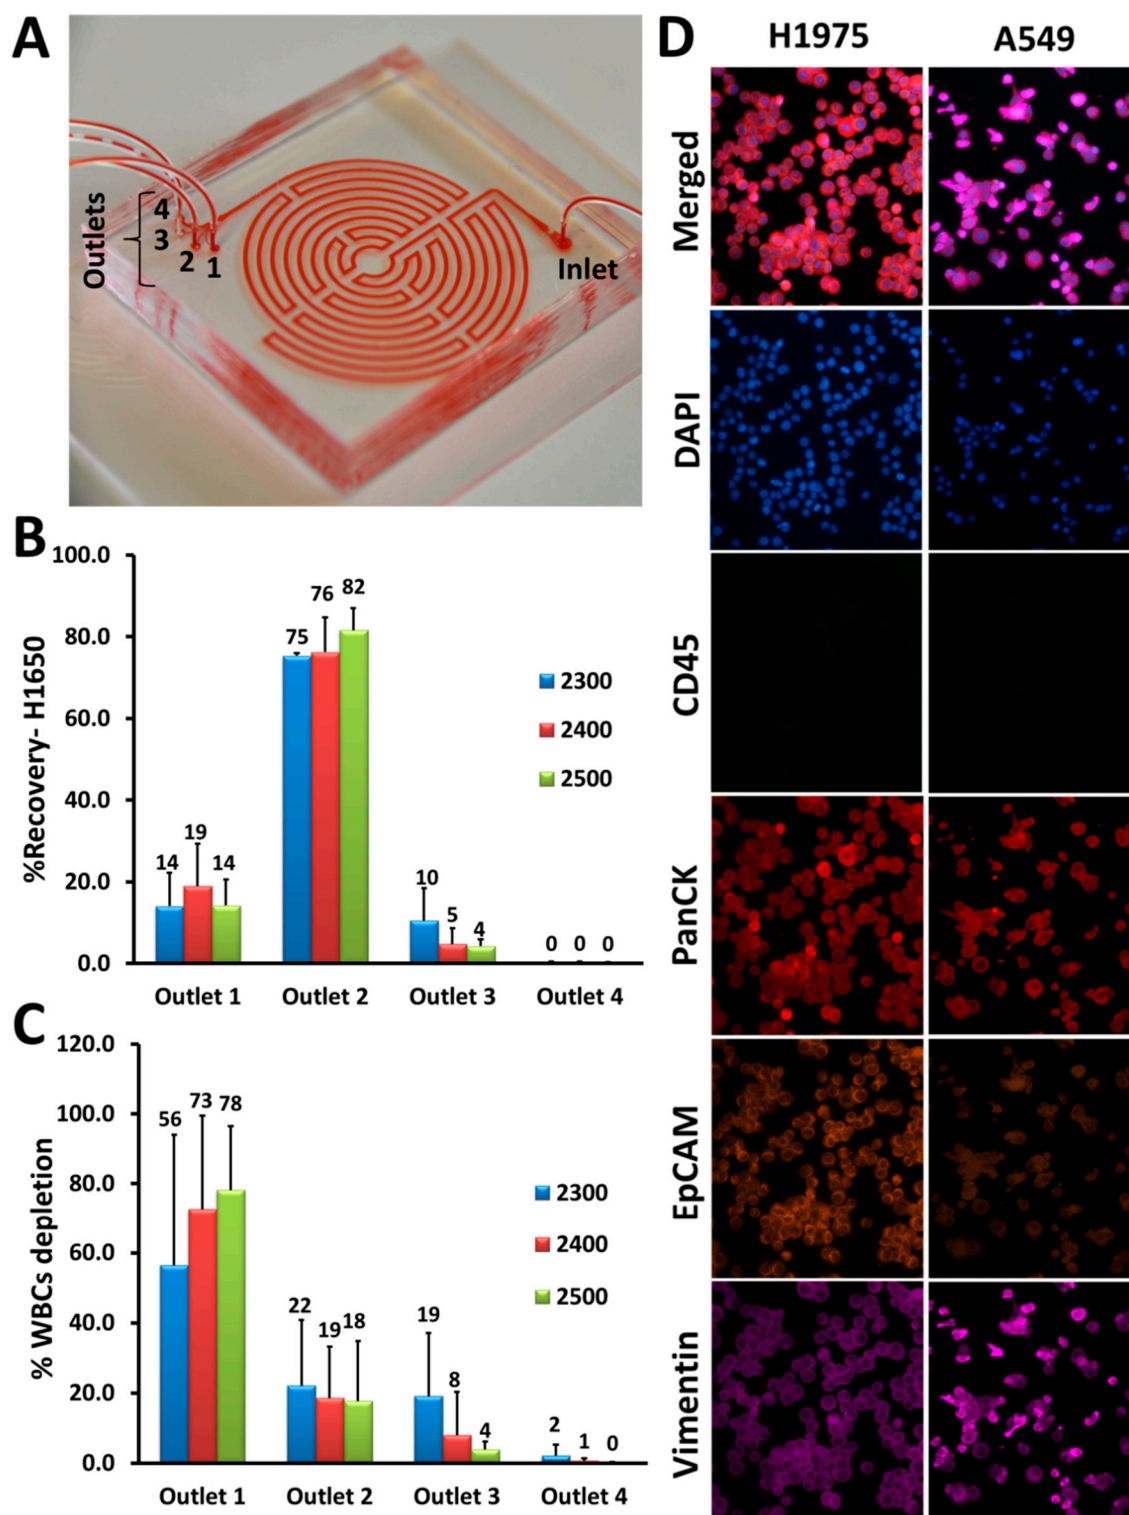 A
Outlets
4
3
2
1
Inlet
B
%Recovery- H1650
100.0
80.0
60.0
40.0
20.0
0.0
14
19
14
75
76
82
10
5
4
0 0 0
2300
2400
2500
Outlet 1 Outlet 2 Outlet 3 Outlet 4
C
% WBCs depletion
120.0
100.0
80.0
60.0
40.0
20.0
0.0
56
73
78
22
19
18
19
8
4
2
1
0
2300
2400
2500
Outlet 1 Outlet 2 Outlet 3 Outlet 4
D
H1975 A549
Merged
DAPI
CD45
PanCK
EpCAM
Vimentin